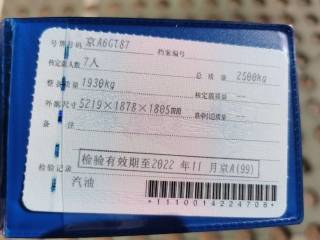 号牌号码 京A6GT87 档案编号
核定载人数 7人 总质量 2500kg
整备质量 1930kg 核定载质量 --
外廓尺寸 5219×1878×1805mm 准牵引总质量 --
备注
检验有效期至2022 年 11 月京A(99)
检验记录
汽油
*1110014224708*